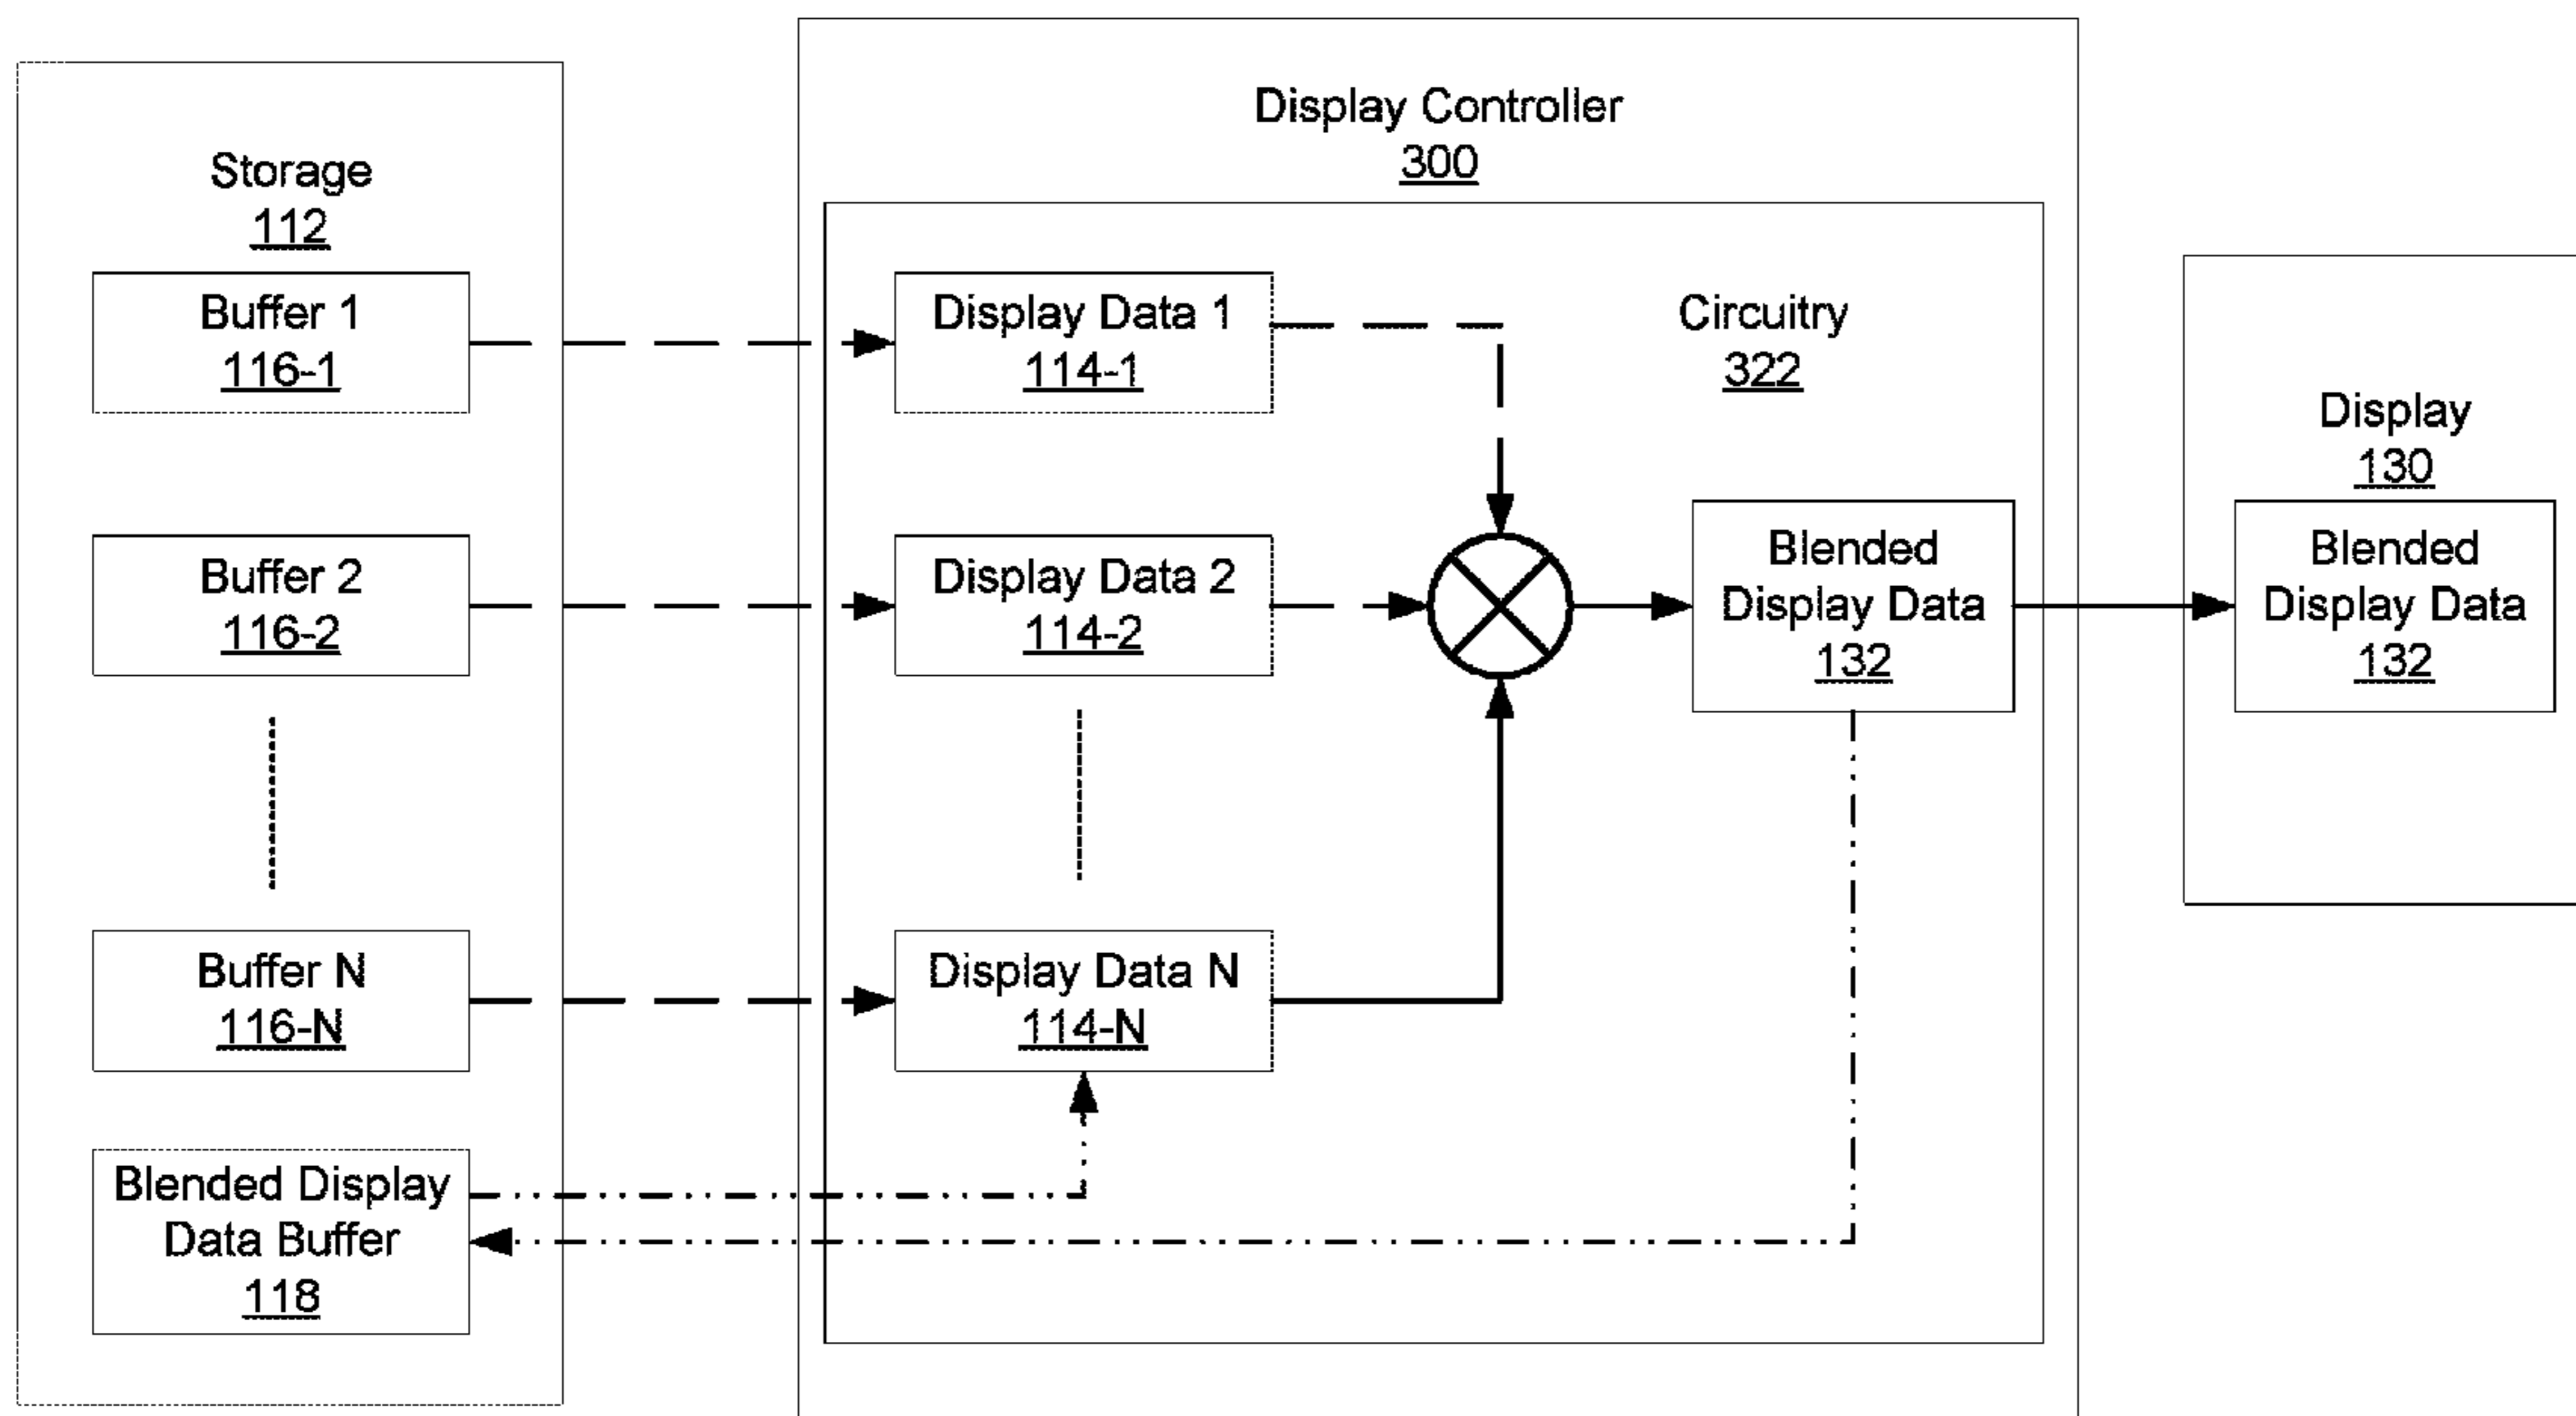 Display Controller
300
Storage
112
Buffer 1
116-1
Display Data 1
114-1
Circuitry
322
Display
130
Buffer 2
116-2
Display Data 2
114-2
Blended
Display Data
132
Blended
Display Data
132
Buffer N
116-N
Display Data N
114-N
Blended Display
Data Buffer
118